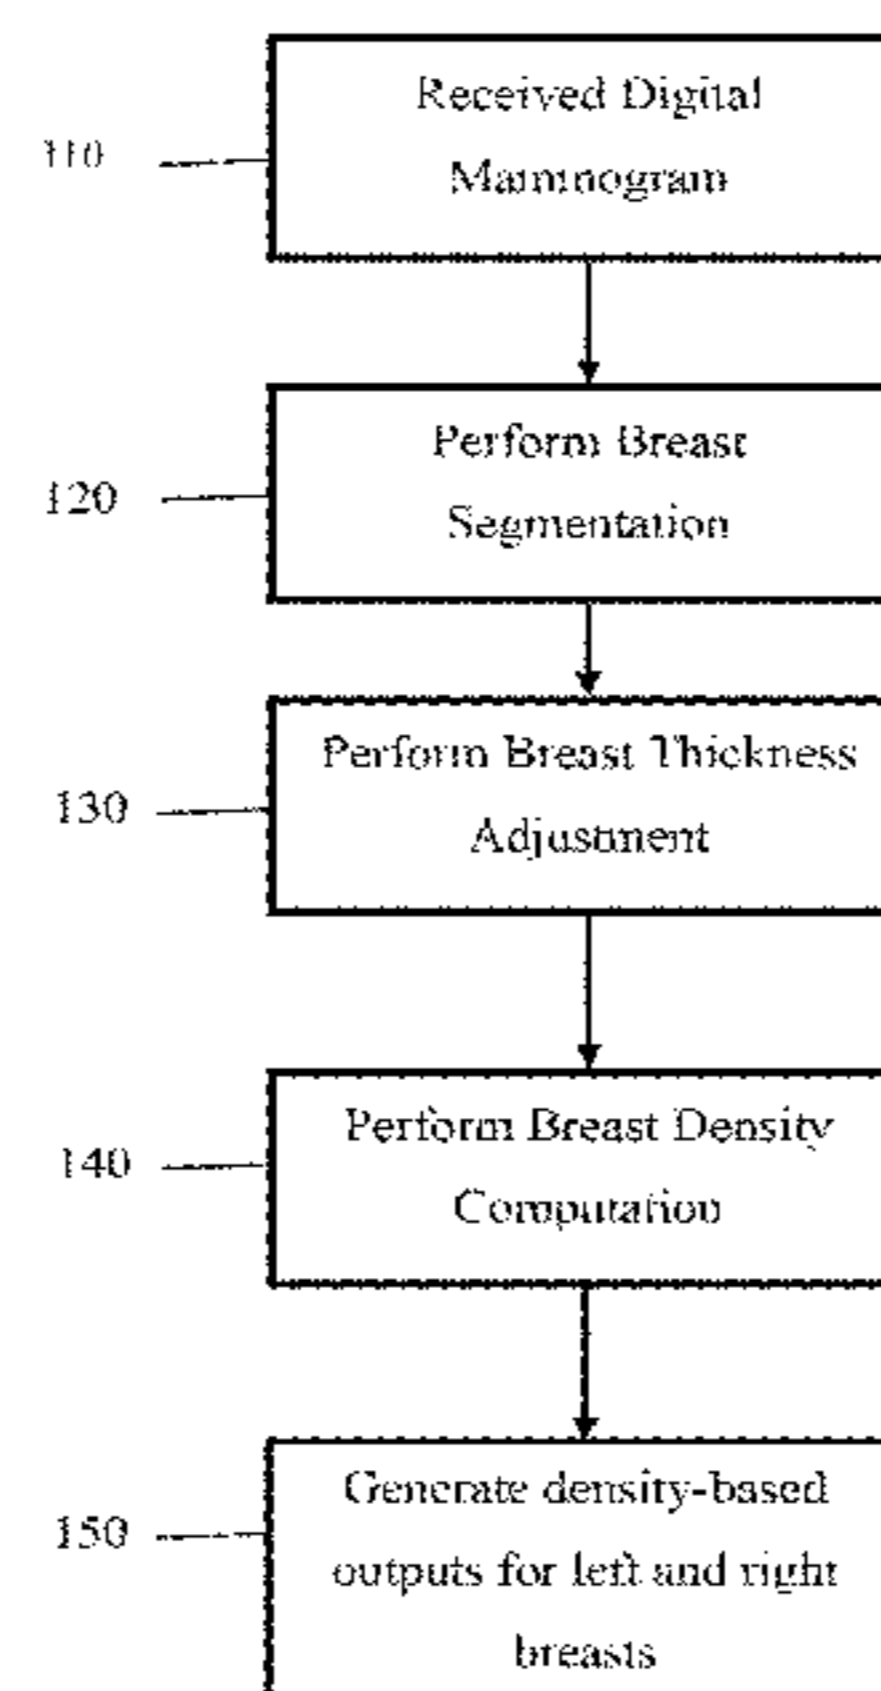 Received Digital
110
Mammogram
Perform Breast
120
Segmentation
Perform Breast Thickness
130
Adjustment
Perform Breast Density
140
Computation
Generate density-based
150
outputs for left and right
breasts